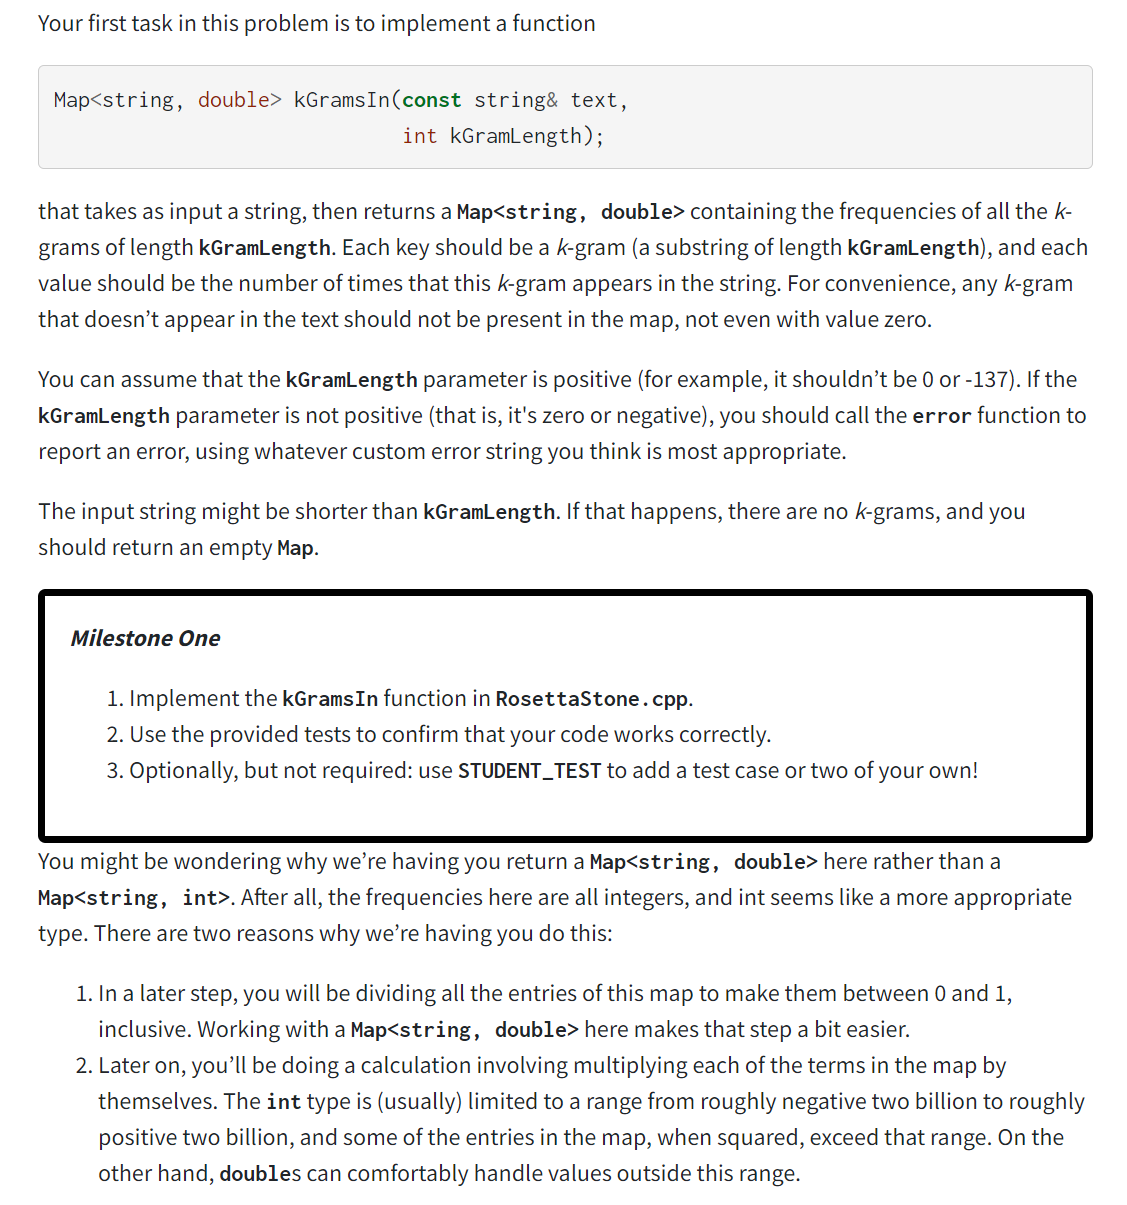 Your first task in this problem is to implement a function
Map<string, double> kGramsIn(const string& text,
int kGramLength);
that takes as input a string, then returns a Map<string, double> containing the frequencies of all the k-
grams of length kGramLength. Each key should be a k-gram (a substring of length kGramLength), and each
value should be the number of times that this k-gram appears in the string. For convenience, any k-gram
that doesn’t appear in the text should not be present in the map, not even with value zero.
You can assume that the kGramLength parameter is positive (for example, it shouldn’t be 0 or -137). If the
kGramLength parameter is not positive (that is, it's zero or negative), you should call the error function to
report an error, using whatever custom error string you think is most appropriate.
The input string might be shorter than kGramLength. If that happens, there are no k-grams, and you
should return an empty Map.
Milestone One
1. Implement the kGramsIn function in RosettaStone.cpp.
2. Use the provided tests to confirm that your code works correctly.
3. Optionally, but not required: use STUDENT_TEST to add a test case or two of your own!
You might be wondering why we’re having you return a Map<string, double> here rather than a
Map<string, int>. After all, the frequencies here are all integers, and int seems like a more appropriate
type. There are two reasons why we’re having you do this:
1. In a later step, you will be dividing all the entries of this map to make them between 0 and 1,
inclusive. Working with a Map<string, double> here makes that step a bit easier.
2. Later on, you’ll be doing a calculation involving multiplying each of the terms in the map by
themselves. The int type is (usually) limited to a range from roughly negative two billion to roughly
positive two billion, and some of the entries in the map, when squared, exceed that range. On the
other hand, doubles can comfortably handle values outside this range.